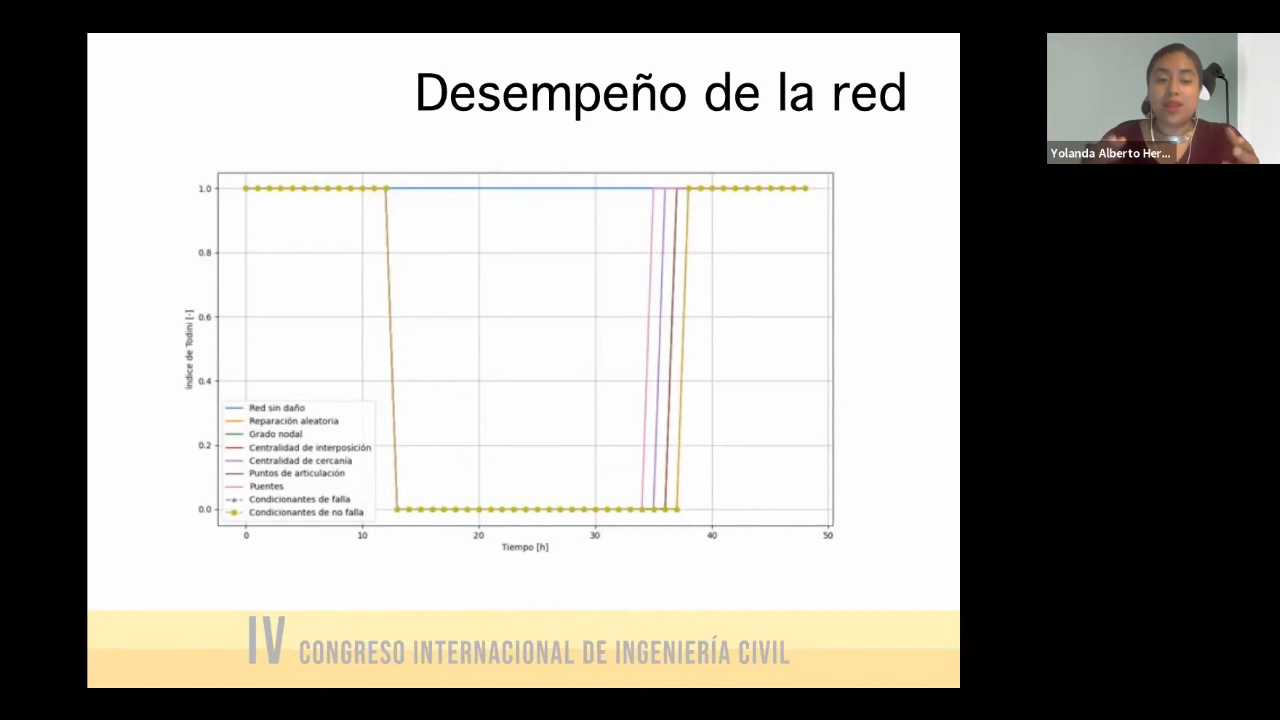 Desempeño de la red
Yolanda Alberto Her...
1.0
0.8
0.6
0.4
0.2
0.0
Indice de Todini [-]
Red sin daño
Reparación aleatoria
Grado nodal
Centralidad de interposición
Centralidad de cercanía
Puntos de articulación
Puentes
Condicionantes de falla
Condicionantes de no falla
0 10 20 30 40 50
Tiempo [h]
IV CONGRESO INTERNACIONAL DE INGENIERÍA CIVIL